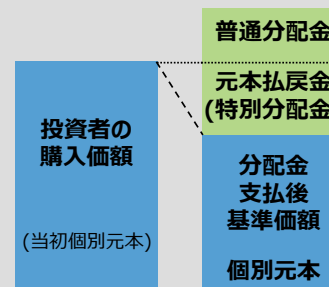 普通分配金
元本払戻金
(特別分配金
投資者の
購入価額
(当初個別元本)
分配金
支払後
基準価額
個別元本